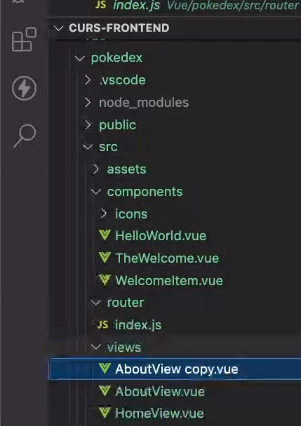 index.js Vue/pokedex/src/router
CURS-FRONTEND
pokedex
.vscode
node_modules
public
src
assets
components
icons
HelloWorld.vue
TheWelcome.vue
WelcomeItem.vue
router
JS index.js
views
AboutView copy.vue
AboutView.vue
HomeView.vue